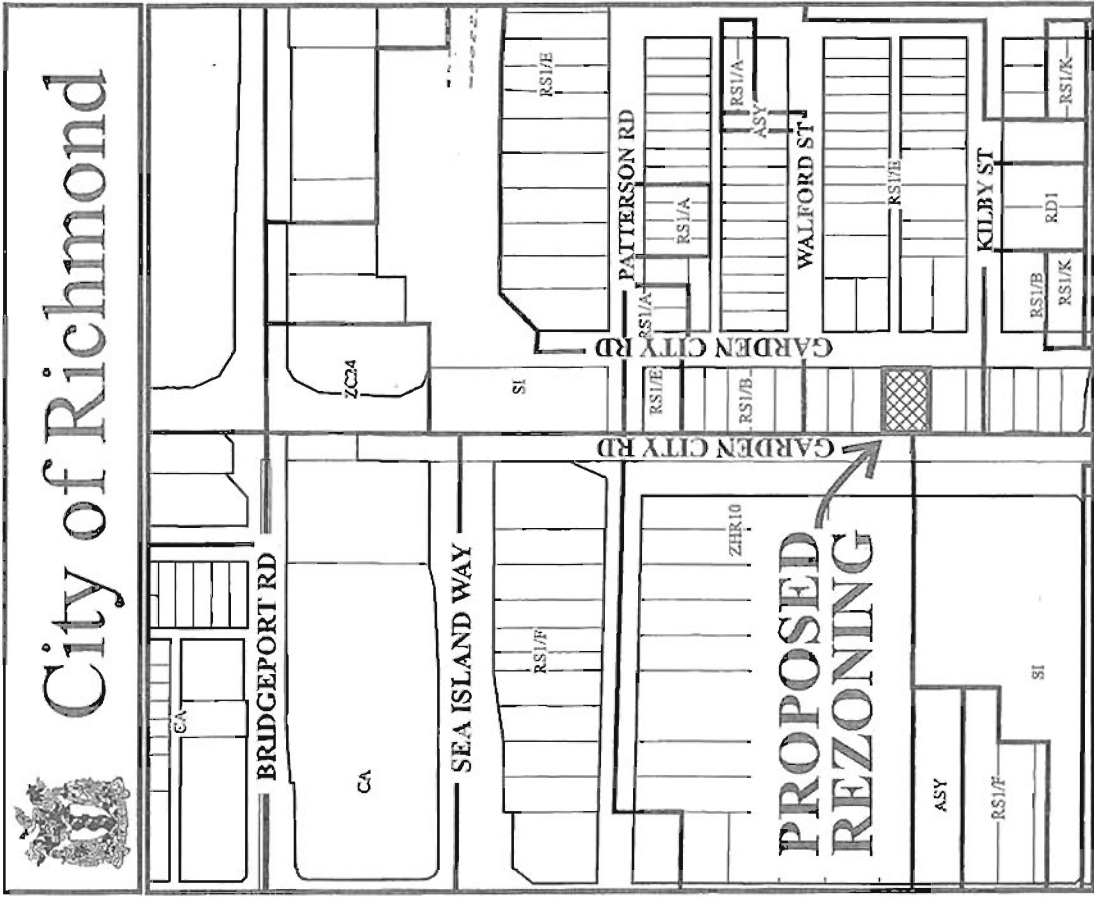 City of Richmond
CA
BRIDGEPORT RD
CA
ZC24
SEA ISLAND WAY
SI
RS1/F
RS1/E
PATTERSON RD
RS1/E
RS1/A
RS1/A
RS1/A
ASY
ZHR10
GARDEN CITY RD
GARDEN CITY RD
RS1/B
WALFORD ST
PROPOSED
REZONING
RS1/E
ASY
RS1/F
SI
KILBY ST
RS1/B
RS1/K
RD1
RS1/K